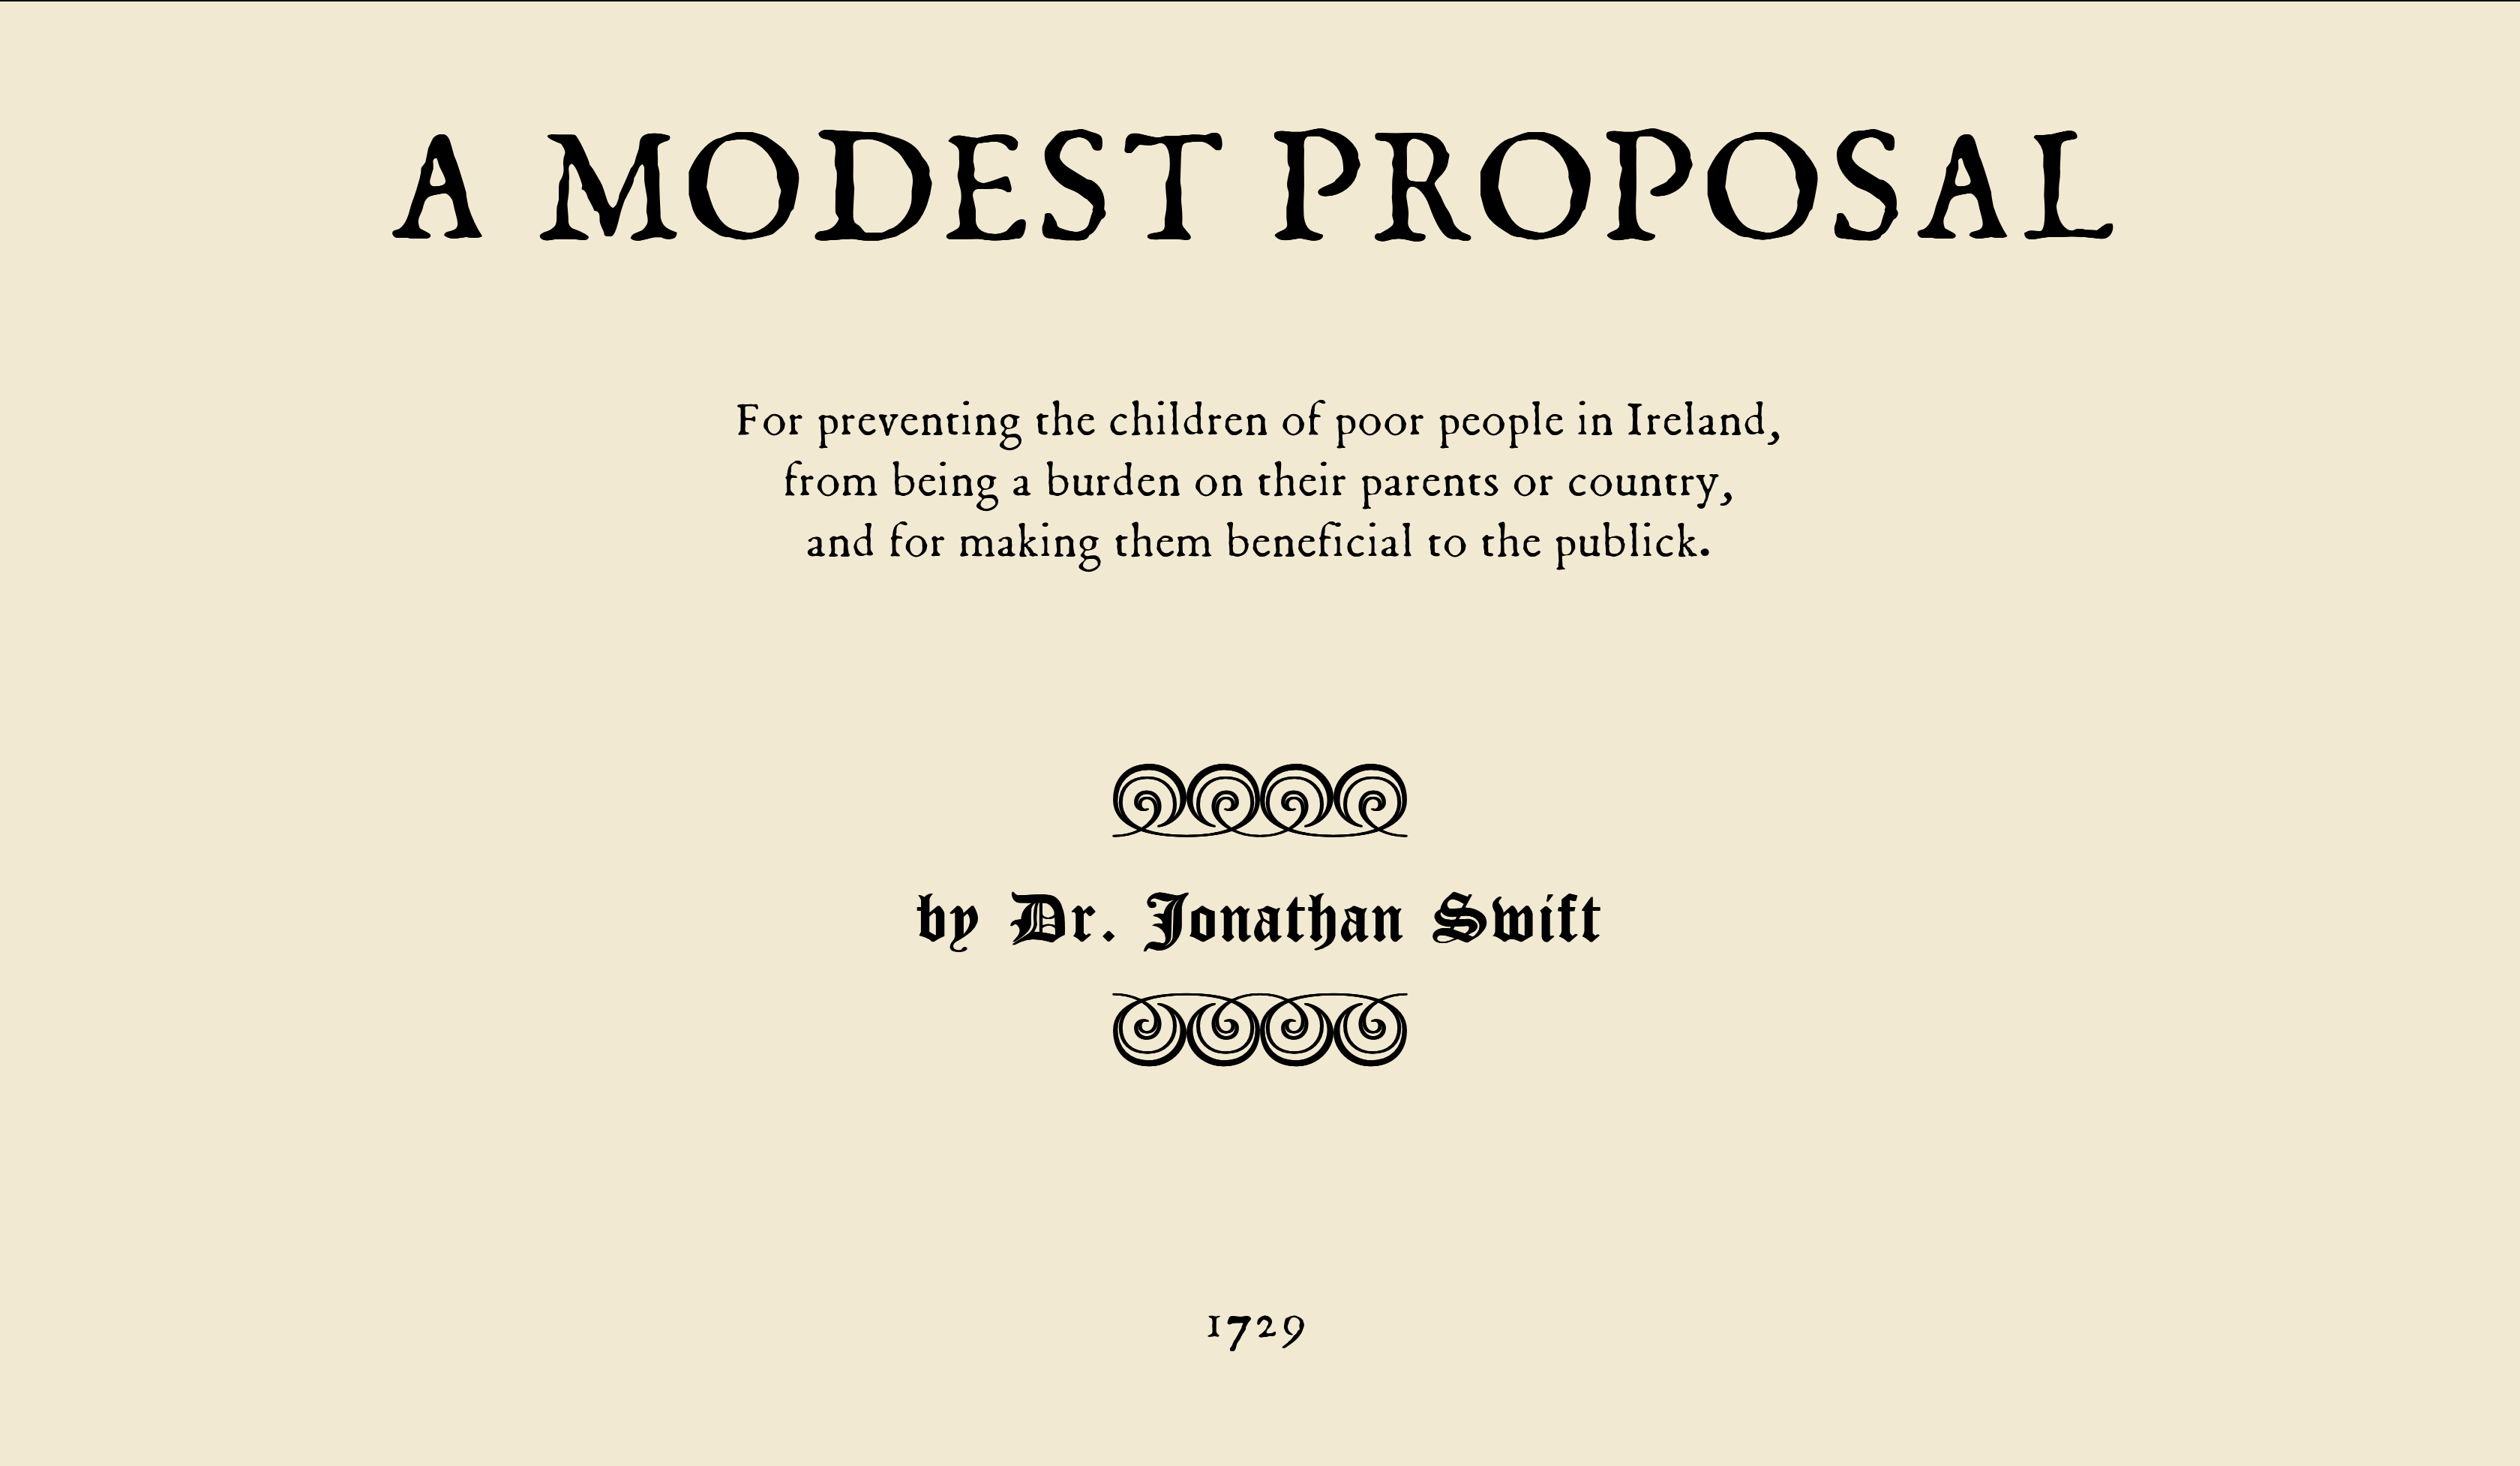 A MODEST PROPOSAL
For preventing the children of poor people in Ireland,
from being a burden on their parents or country,
and for making them beneficial to the publick.
by Dr. Jonathan Swift
1729